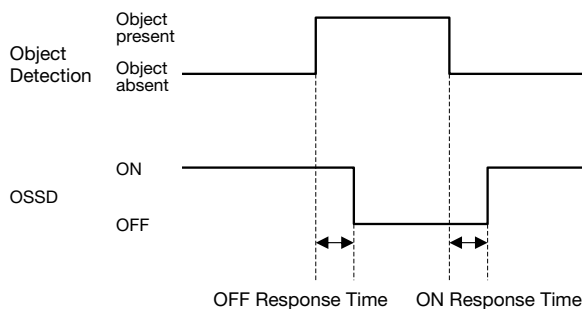 Object
present
Object
Detection
Object
absent
ON
OSSD
OFF
OFF Response Time
ON Response Time